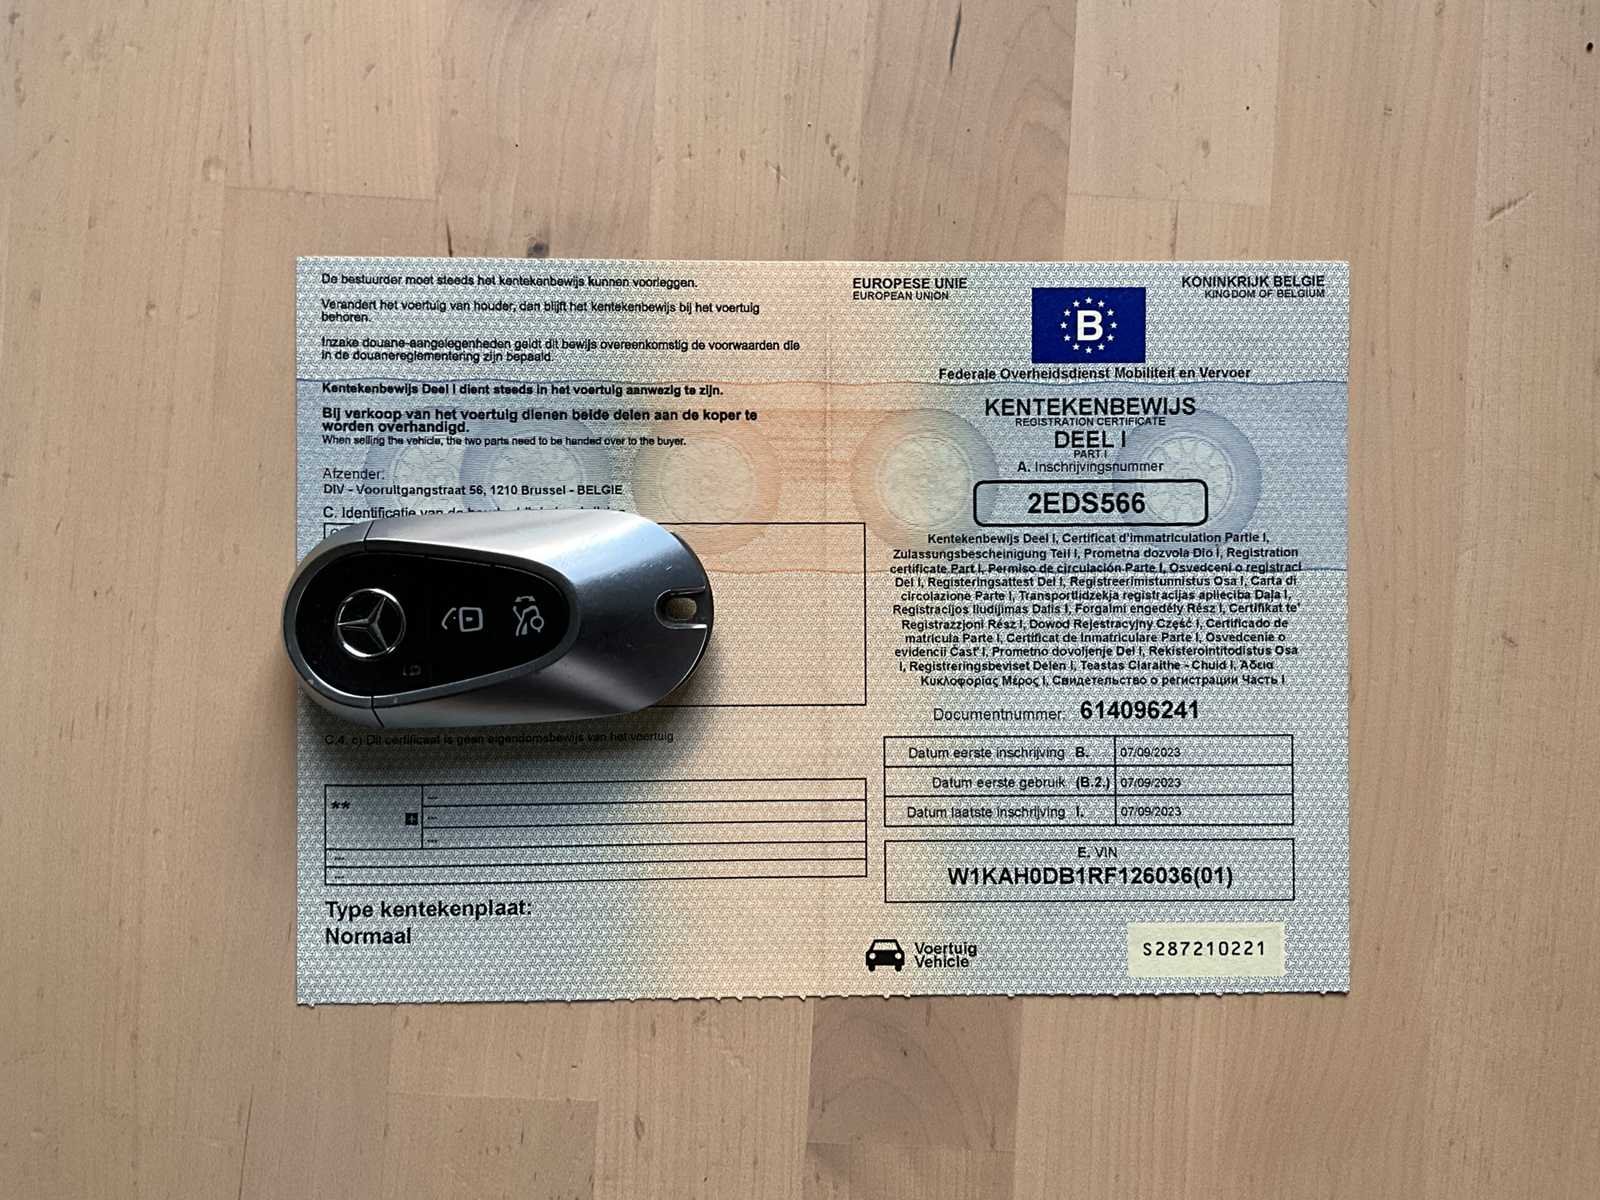 De bestuurder moet steeds het kentekenbewijs kunnen voorleggen.
Verandert het voertuig van houder, dan blijft het kentekenbewijs bij het voertuig
behoren.
Inzake douane-aangelegenheden geldt dit bewijs overeenkomstig de voorwaarden die
in de douanereglementering zijn bepaald.
Kentekenbewijs Deel I dient steeds in het voertuig aanwezig te zijn.
Bij verkoop van het voertuig dienen beide delen aan de koper te
worden overhandigd.
When selling the vehicle, the two parts need to be handed over to the buyer.
Afzender:
DIV - Vooruitgangstraat 56, 1210 Brussel - BELGIE
C. Identificatie van de
C.4. c) Dit certificaat is geen eigendomsbewijs van het voertuig
**
---
---
---
---
---
Type kentekenplaat:
Normaal
EUROPESE UNIE
EUROPEAN UNION
KONINKRIJK BELGIE
KINGDOM OF BELGIUM
B
Federale Overheidsdienst Mobiliteit en Vervoer
KENTEKENBEWIJS
REGISTRATION CERTIFICATE
DEEL I
PART I
A. Inschrijvingsnummer
2EDS566
Kentekenbewijs Deel I, Certificat d'immatriculation Partie I,
Zulassungsbescheinigung Teil I, Prometna dozvola Dio I, Registration
certificate Part I, Permiso de circulación Parte I, Osvedceni o registraci
Del I, Registeringsattest Del I, Registreerimistunnistus Osa I, Carta di
circolazione Parte I, Transportlidzekja registracijas aplieciba Daļa I,
Registracijos liudijimas Dalis I, Forgalmi engedély Rész I, Certifikat te'
Registrazzjoni Rész I, Dowod Rejestracyjny Część I, Certificado de
matricula Parte I, Certificat de Inmatriculare Parte I, Osvedcenie o
evidencii Čast' I, Prometno dovoljenje Del I, Rekisterointitodistus Osa
I, Registreringsbeviset Delen I, Teastas Claraithe - Chuid I, Άδεια
Κυκλοφορίας Μέρος I, Свидетельство о регистрации Часть I
Documentnummer: 614096241
Datum eerste inschrijving B. 07/09/2023
Datum eerste gebruik (B.2.) 07/09/2023
Datum laatste inschrijving I. 07/09/2023
E. VIN
W1KAH0DB1RF126036(01)
Voertuig
Vehicle
S287210221